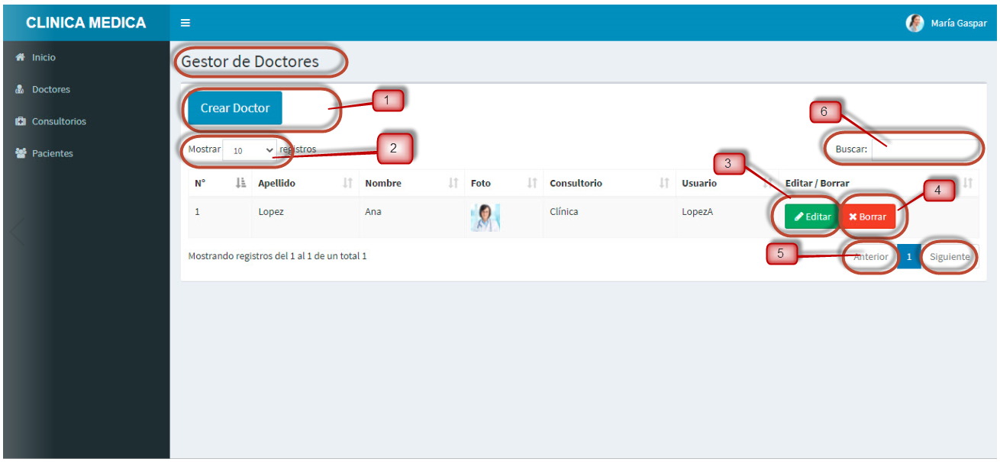 CLINICA MEDICA
María Gaspar
Inicio
Doctores
Consultorios
Pacientes
Gestor de Doctores
Crear Doctor
1
6
Mostrar 10 registros
2
Buscar:
3
N° Apellido Nombre Foto Consultorio Usuario Editar / Borrar
4
1 Lopez Ana Clínica LopezA Editar Borrar
Mostrando registros del 1 al 1 de un total 1
5
Anterior 1 Siguiente